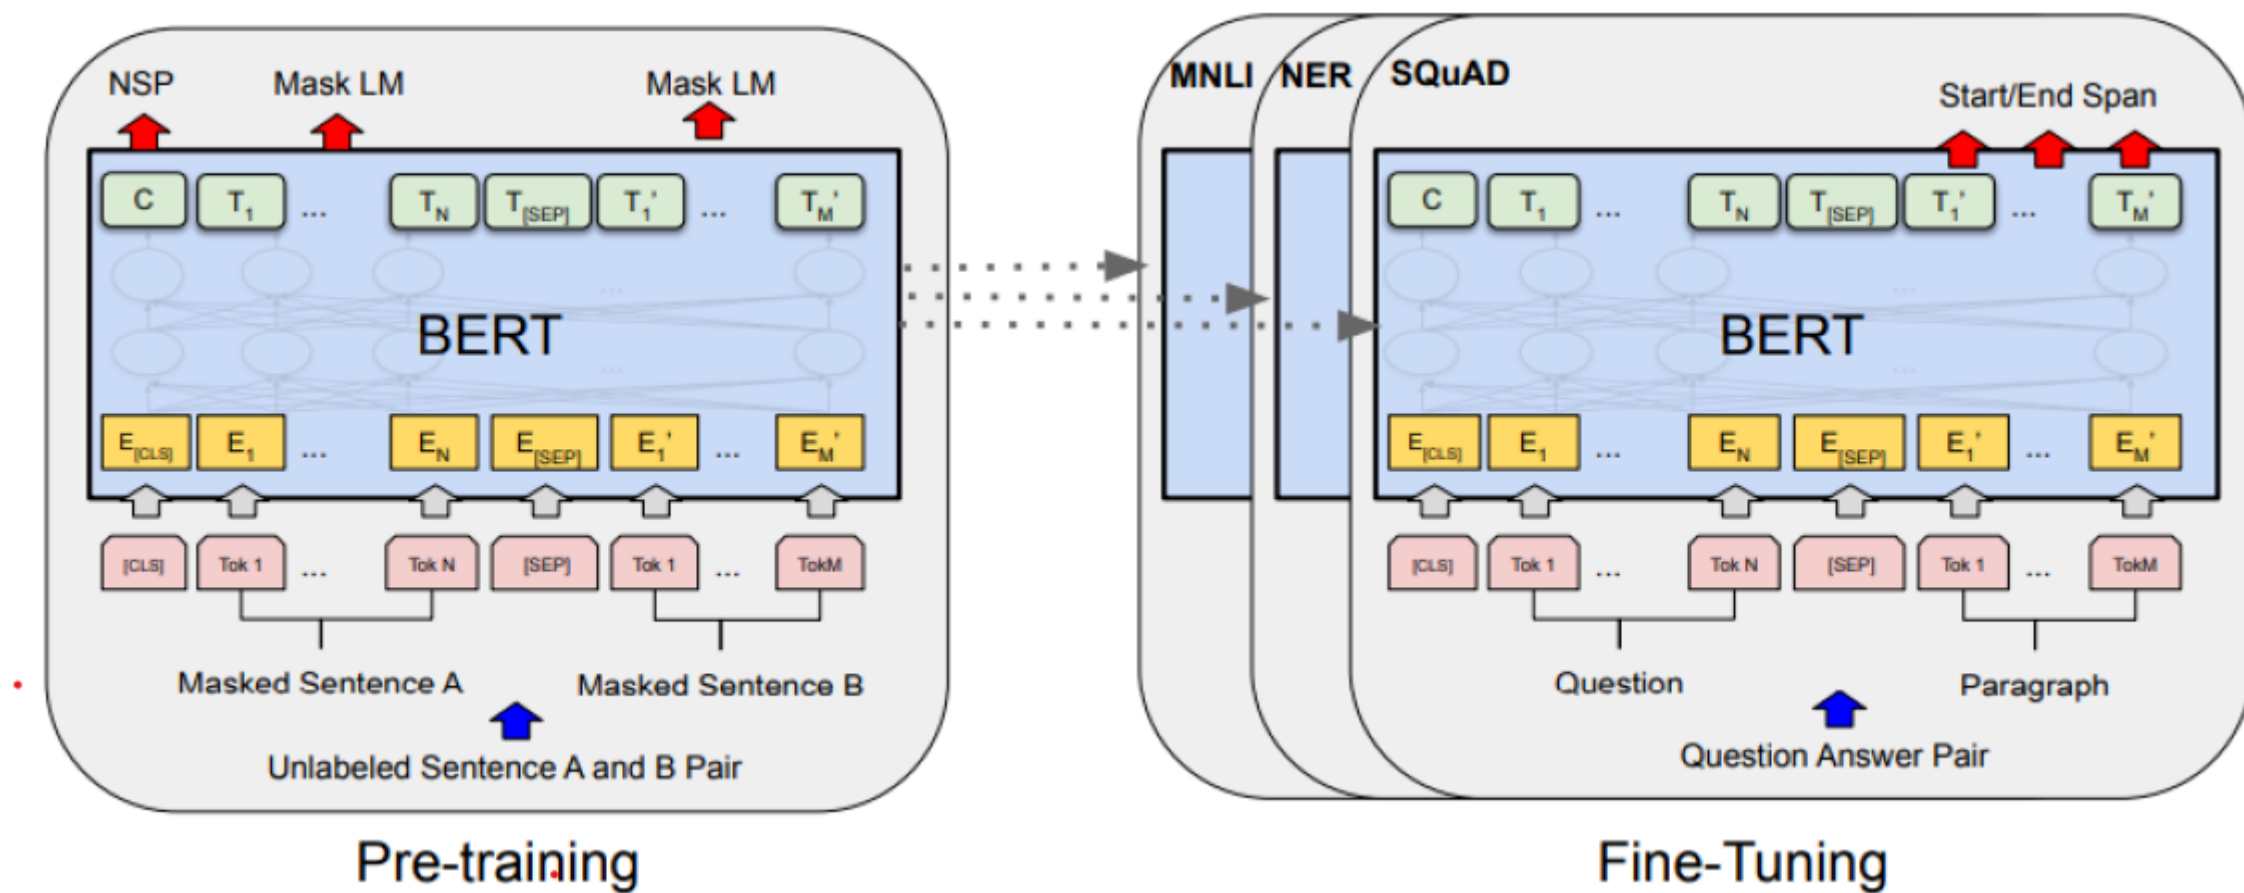 NSP Mask LM Mask LM
C T1 ... TN T[SEP] T1' ... TM'
BERT
E[CLS] E1 ... EN E[SEP] E1' ... EM'
[CLS] Tok 1 ... Tok N [SEP] Tok 1 ... TokM
Masked Sentence A Masked Sentence B
Unlabeled Sentence A and B Pair
Pre-training
MNLI NER SQuAD
Start/End Span
C T1 ... TN T[SEP] T1' ... TM'
BERT
E[CLS] E1 ... EN E[SEP] E1' ... EM'
[CLS] Tok 1 ... Tok N [SEP] Tok 1 ... TokM
Question Paragraph
Question Answer Pair
Fine-Tuning